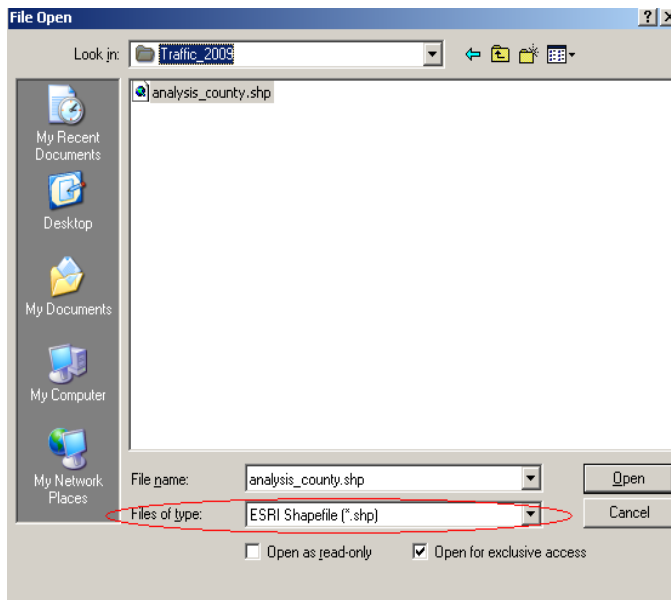 File Open
Look in: Traffic_2009
analysis_county.shp
My Recent
Documents
Desktop
My Documents
My Computer
My Network
Places
File name: analysis_county.shp Open
Files of type: ESRI Shapefile (*.shp) Cancel
Open as read-only Open for exclusive access